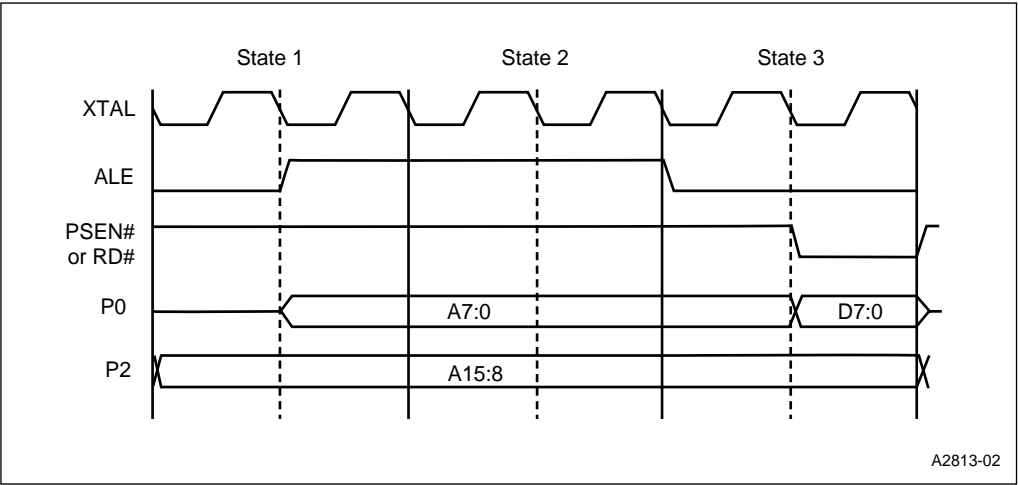 State 1 State 2 State 3
XTAL
ALE
PSEN#
or RD#
P0 A7:0 D7:0
P2 A15:8
A2813-02